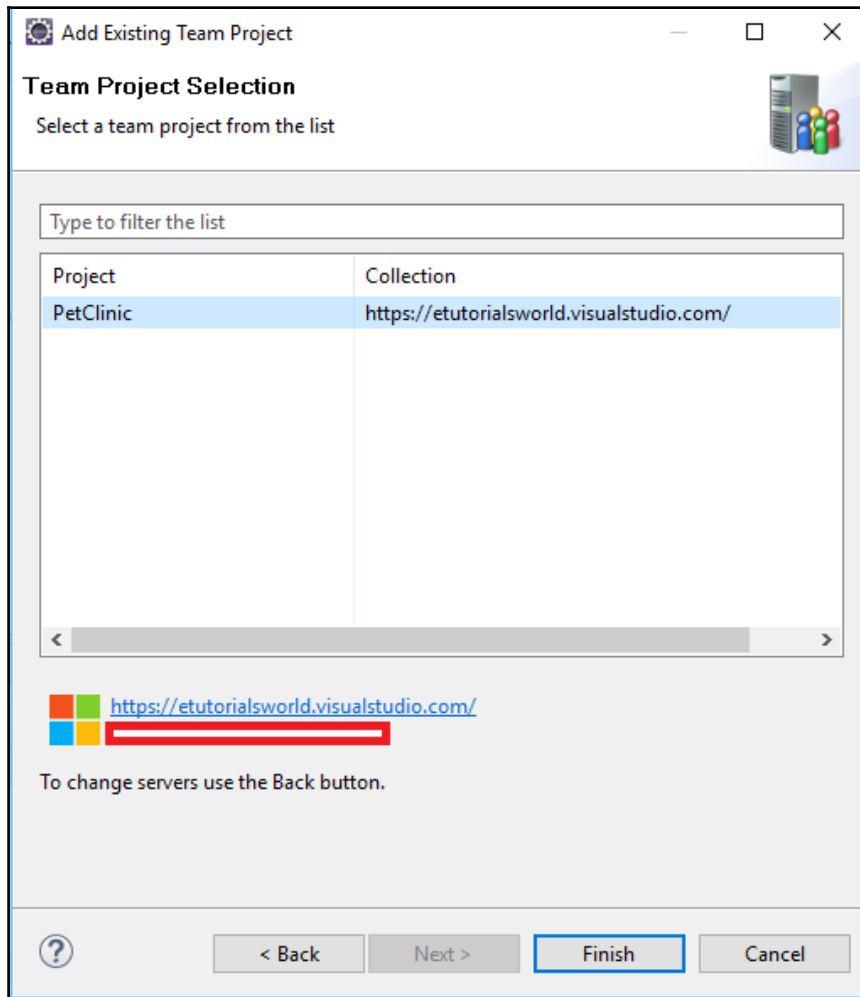 Add Existing Team Project
Team Project Selection
Select a team project from the list
Type to filter the list
Project Collection
PetClinic https://etutorialsworld.visualstudio.com/
https://etutorialsworld.visualstudio.com/
To change servers use the Back button.
? < Back Next > Finish Cancel